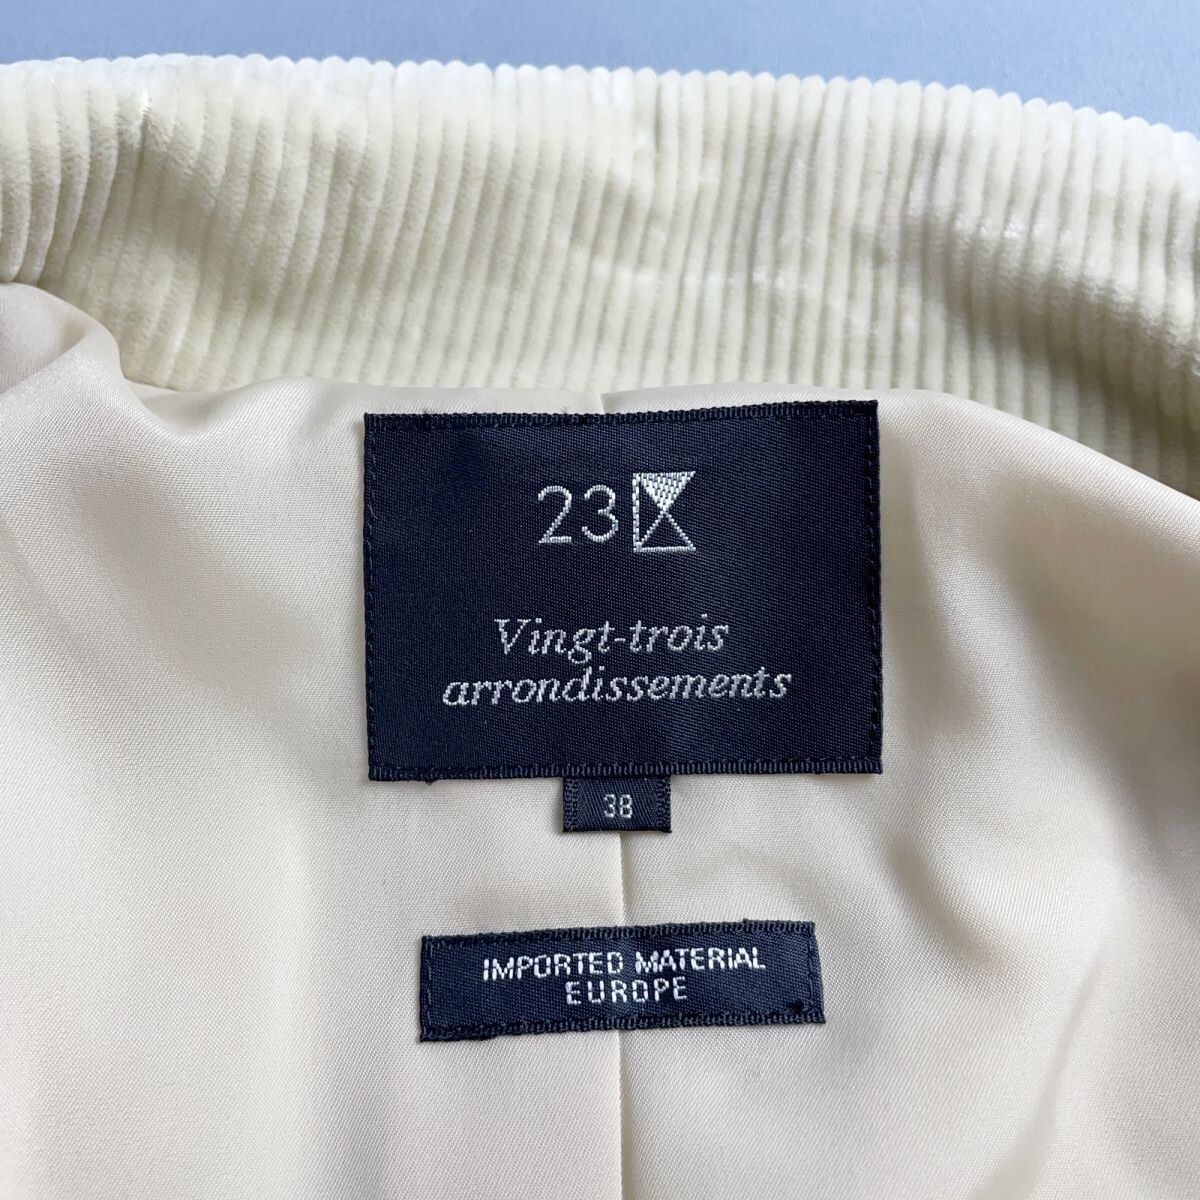 23
Vingt-trois
arrondissements
38
IMPORTED MATERIAL
EUROPE